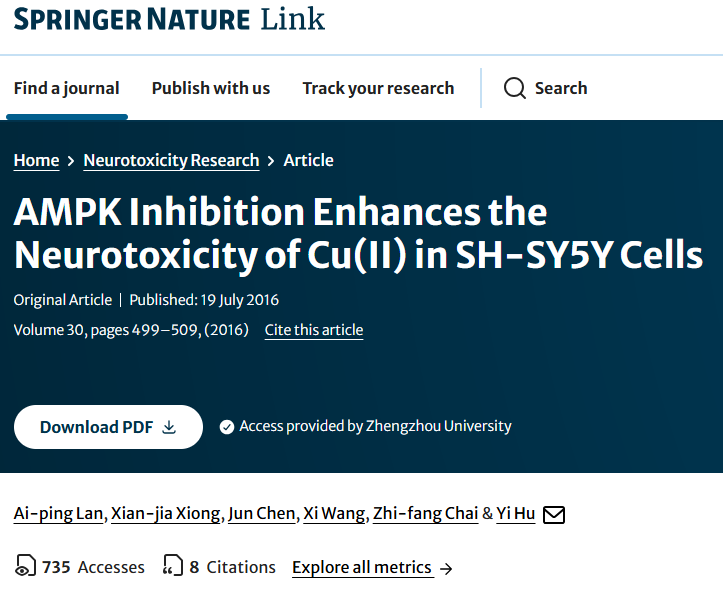 SPRINGER NATURE Link
Find a journal Publish with us Track your research Search
Home > Neurotoxicity Research > Article
AMPK Inhibition Enhances the
Neurotoxicity of Cu(II) in SH-SY5Y Cells
Original Article | Published: 19 July 2016
Volume 30, pages 499–509, (2016) Cite this article
Download PDF Access provided by Zhengzhou University
Ai-ping Lan, Xian-jia Xiong, Jun Chen, Xi Wang, Zhi-fang Chai & Yi Hu
735 Accesses 8 Citations Explore all metrics →